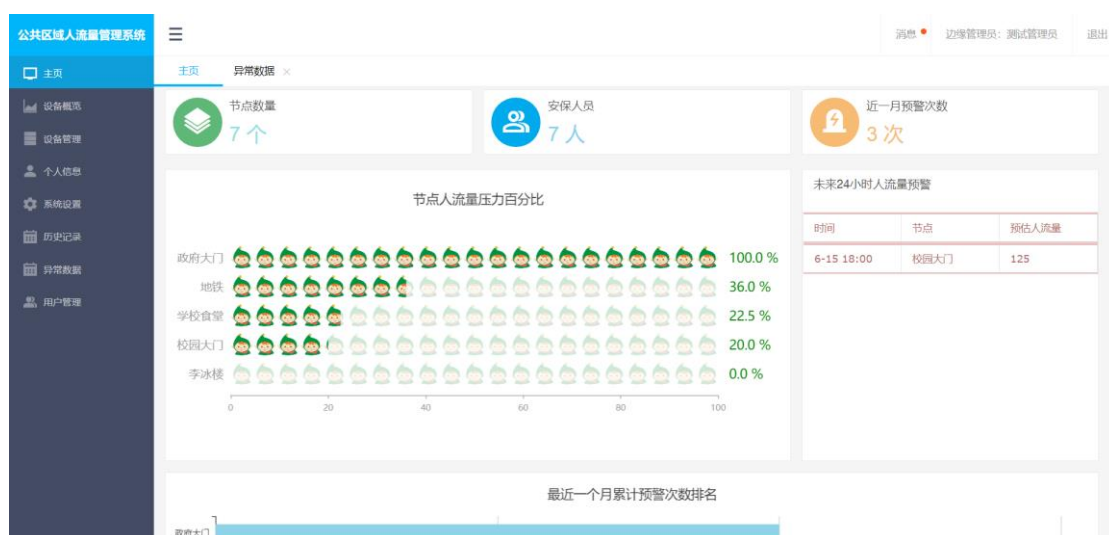 公共区域人流量管理系统
消息
边缘管理员：测试管理员
退出
主页
主页
异常数据 ×
设备概览
设备管理
个人信息
系统设置
历史记录
异常数据
用户管理
节点数量
7 个
安保人员
7 人
近一月预警次数
3 次
节点人流量压力百分比
政府大门 100.0 %
地铁 36.0 %
学校食堂 22.5 %
校园大门 20.0 %
李冰楼 0.0 %
0 20 40 60 80 100
未来24小时人流量预警
时间 节点 预估人流量
6-15 18:00 校园大门 125
最近一个月累计预警次数排名
政府大门